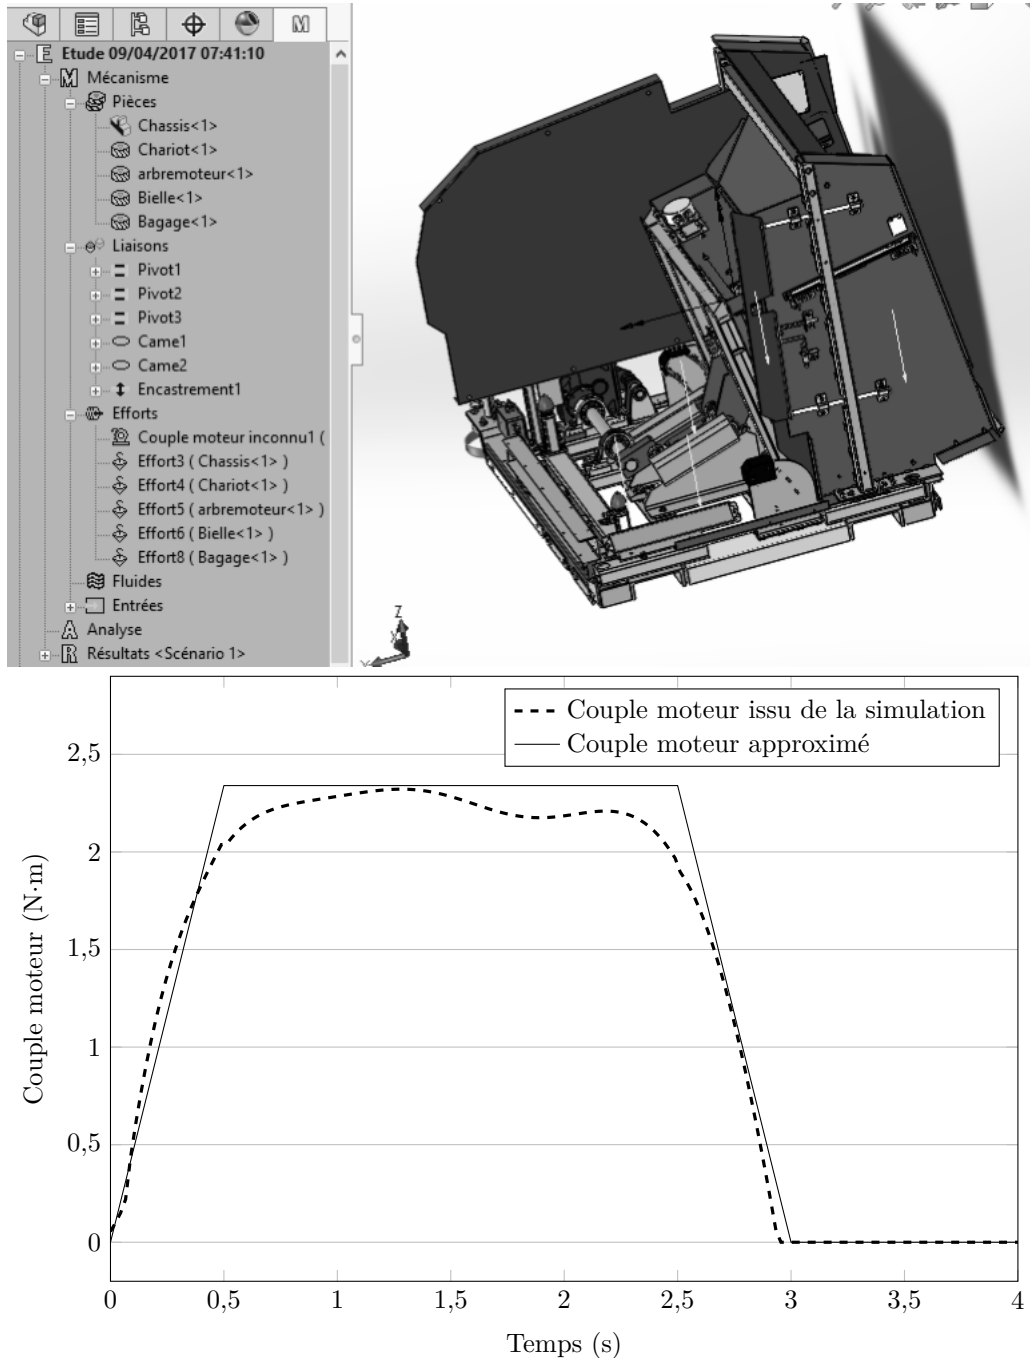 Etude 09/04/2017 07:41:10
Mécanisme
Pièces
Chassis<1>
Chariot<1>
arbremoteur<1>
Bielle<1>
Bagage<1>
Liaisons
Pivot1
Pivot2
Pivot3
Came1
Came2
Encastrement1
Efforts
Couple moteur inconnu1 (
Effort3 ( Chassis<1> )
Effort4 ( Chariot<1> )
Effort5 ( arbremoteur<1> )
Effort6 ( Bielle<1> )
Effort8 ( Bagage<1> )
Fluides
Entrées
Analyse
Résultats <Scénario 1>
Z
X
Y
Couple moteur issu de la simulation
Couple moteur approximé
2,5
2
1,5
1
0,5
0
Couple moteur (N·m)
0 0,5 1 1,5 2 2,5 3 3,5 4
Temps (s)